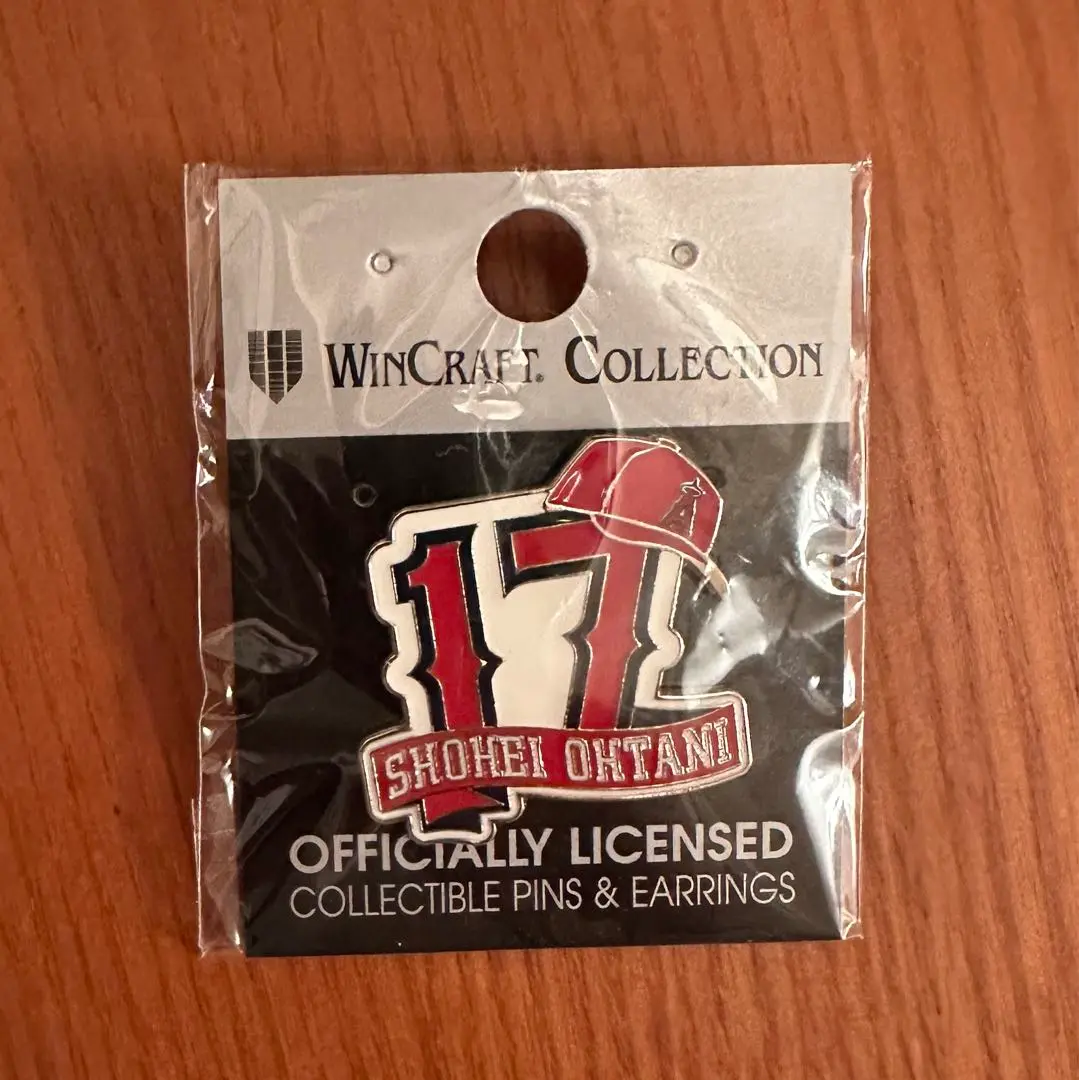 WinCraft® Collection
17
A
SHOHEI OHTANI
OFFICIALLY LICENSED
COLLECTIBLE PINS & EARRINGS